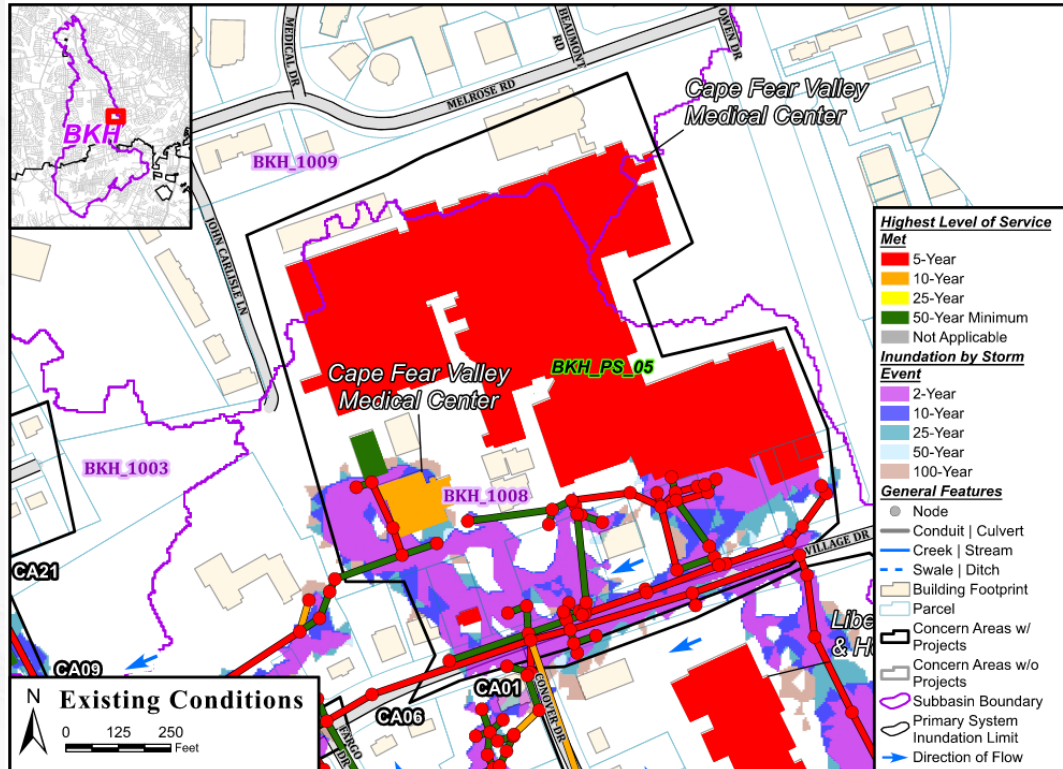 MEDICAL DR
BEAUMONT
RD
OWEN DR
MELROSE RD
Cape Fear Valley
Medical Center
BKH
BKH_1009
JOHN CARLISLE LN
BKH_PS_05
Cape Fear Valley
Medical Center
BKH_1003
BKH_1008
VILLAGE DR
CA21
Libe
& H
CA09
CA01
CA06
CONOVER DR
FARGO
DR
N
Existing Conditions
0 125 250
Feet
Highest Level of Service
Met
5-Year
10-Year
25-Year
50-Year Minimum
Not Applicable
Inundation by Storm
Event
2-Year
10-Year
25-Year
50-Year
100-Year
General Features
Node
Conduit | Culvert
Creek | Stream
Swale | Ditch
Building Footprint
Parcel
Concern Areas w/
Projects
Concern Areas w/o
Projects
Subbasin Boundary
Primary System
Inundation Limit
Direction of Flow